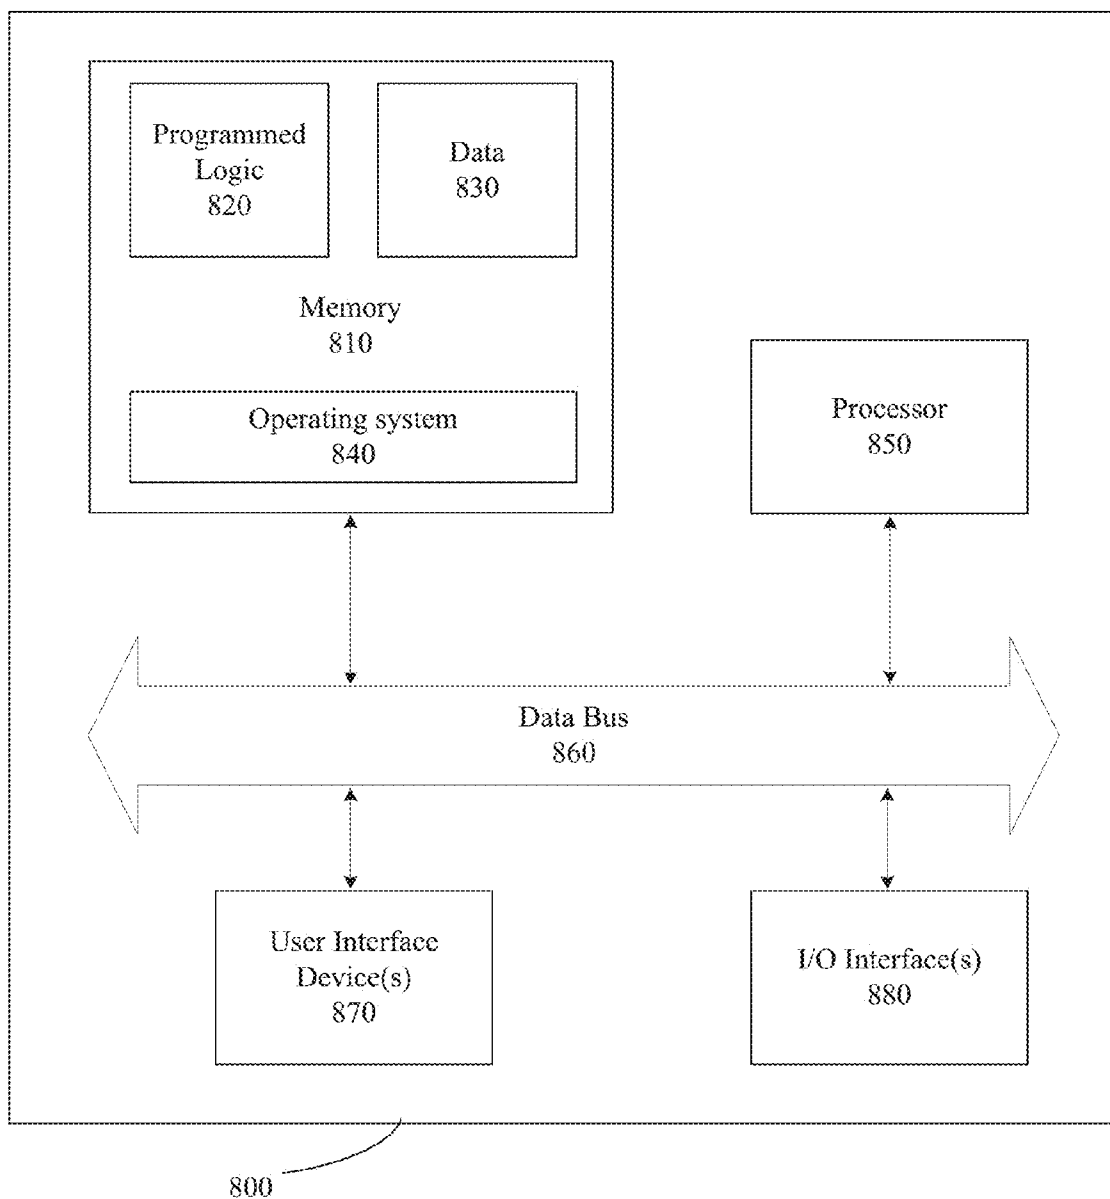 Programmed
Logic
820
Data
830
Memory
810
Operating system
840
Processor
850
Data Bus
860
User Interface
Device(s)
870
I/O Interface(s)
880
800